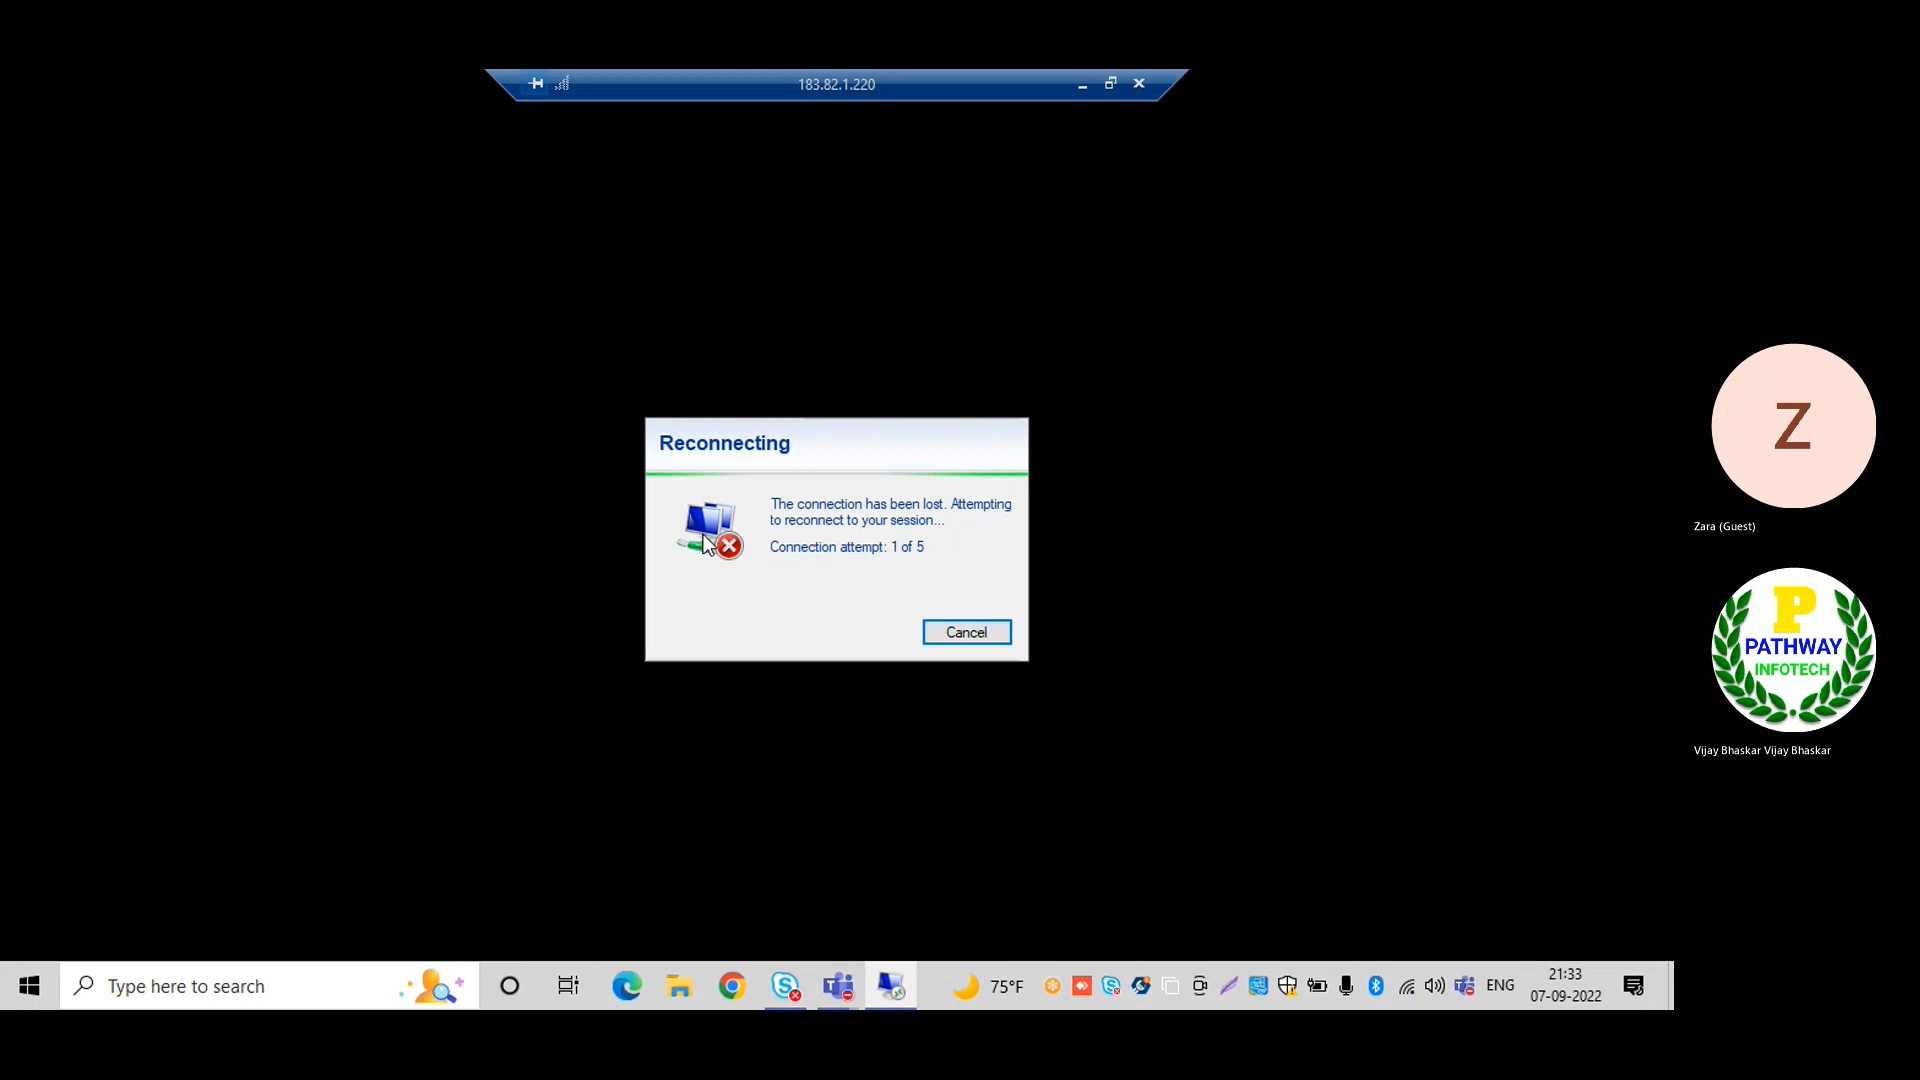 183.82.1.220
Reconnecting
The connection has been lost. Attempting
to reconnect to your session...
Connection attempt: 1 of 5
Cancel
Z
Zara (Guest)
P
PATHWAY
INFOTECH
Vijay Bhaskar Vijay Bhaskar
Type here to search
75°F
ENG
21:33
07-09-2022